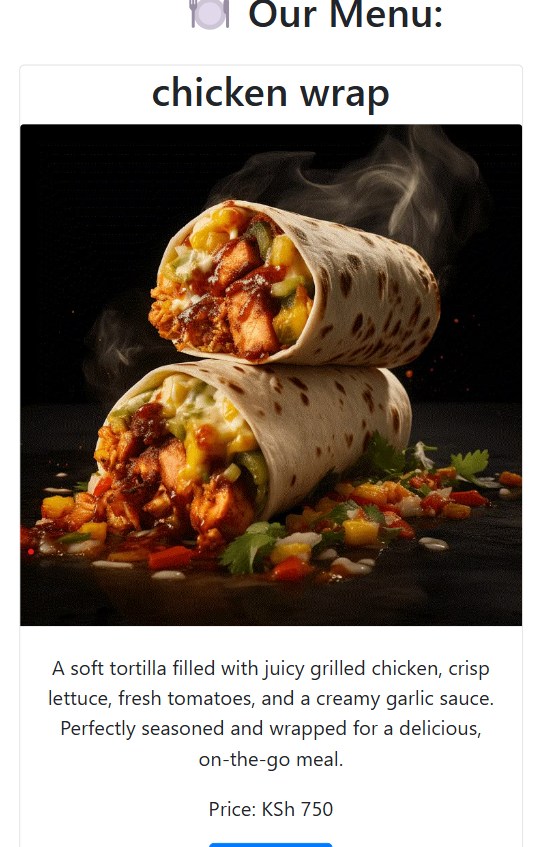 Our Menu:
chicken wrap
A soft tortilla filled with juicy grilled chicken, crisp
lettuce, fresh tomatoes, and a creamy garlic sauce.
Perfectly seasoned and wrapped for a delicious,
on-the-go meal.
Price: KSh 750